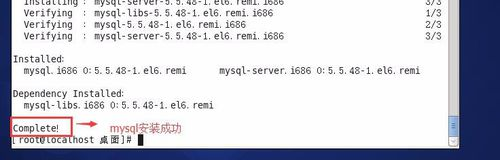 Installing : mysql-server-5.5.48-1.el6.remi.i686 3/3
Verifying : mysql-libs-5.5.48-1.el6.remi.i686 1/3
Verifying : mysql-5.5.48-1.el6.remi.i686 2/3
Verifying : mysql-server-5.5.48-1.el6.remi.i686 3/3
Installed:
mysql.i686 0:5.5.48-1.el6.remi mysql-server.i686 0:5.5.48-1.el6.remi
Dependency Installed:
mysql-libs.i686 0:5.5.48-1.el6.remi
Complete! mysql安装成功
[root@localhost 桌面]#